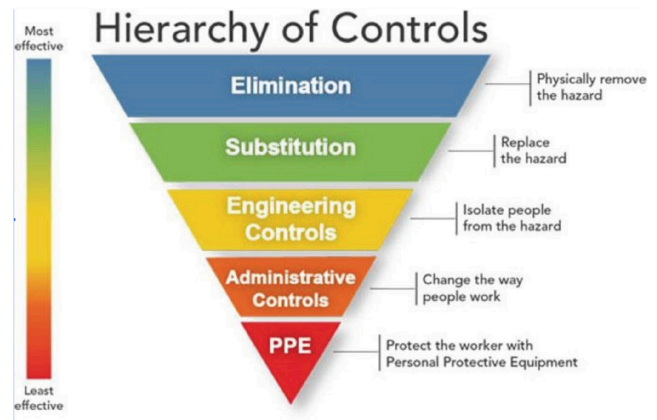 Hierarchy of Controls
Most
effective
Elimination
Physically remove
the hazard
Substitution
Replace
the hazard
Engineering
Controls
Isolate people
from the hazard
Administrative
Controls
Change the way
people work
PPE
Protect the worker with
Personal Protective Equipment
Least
effective